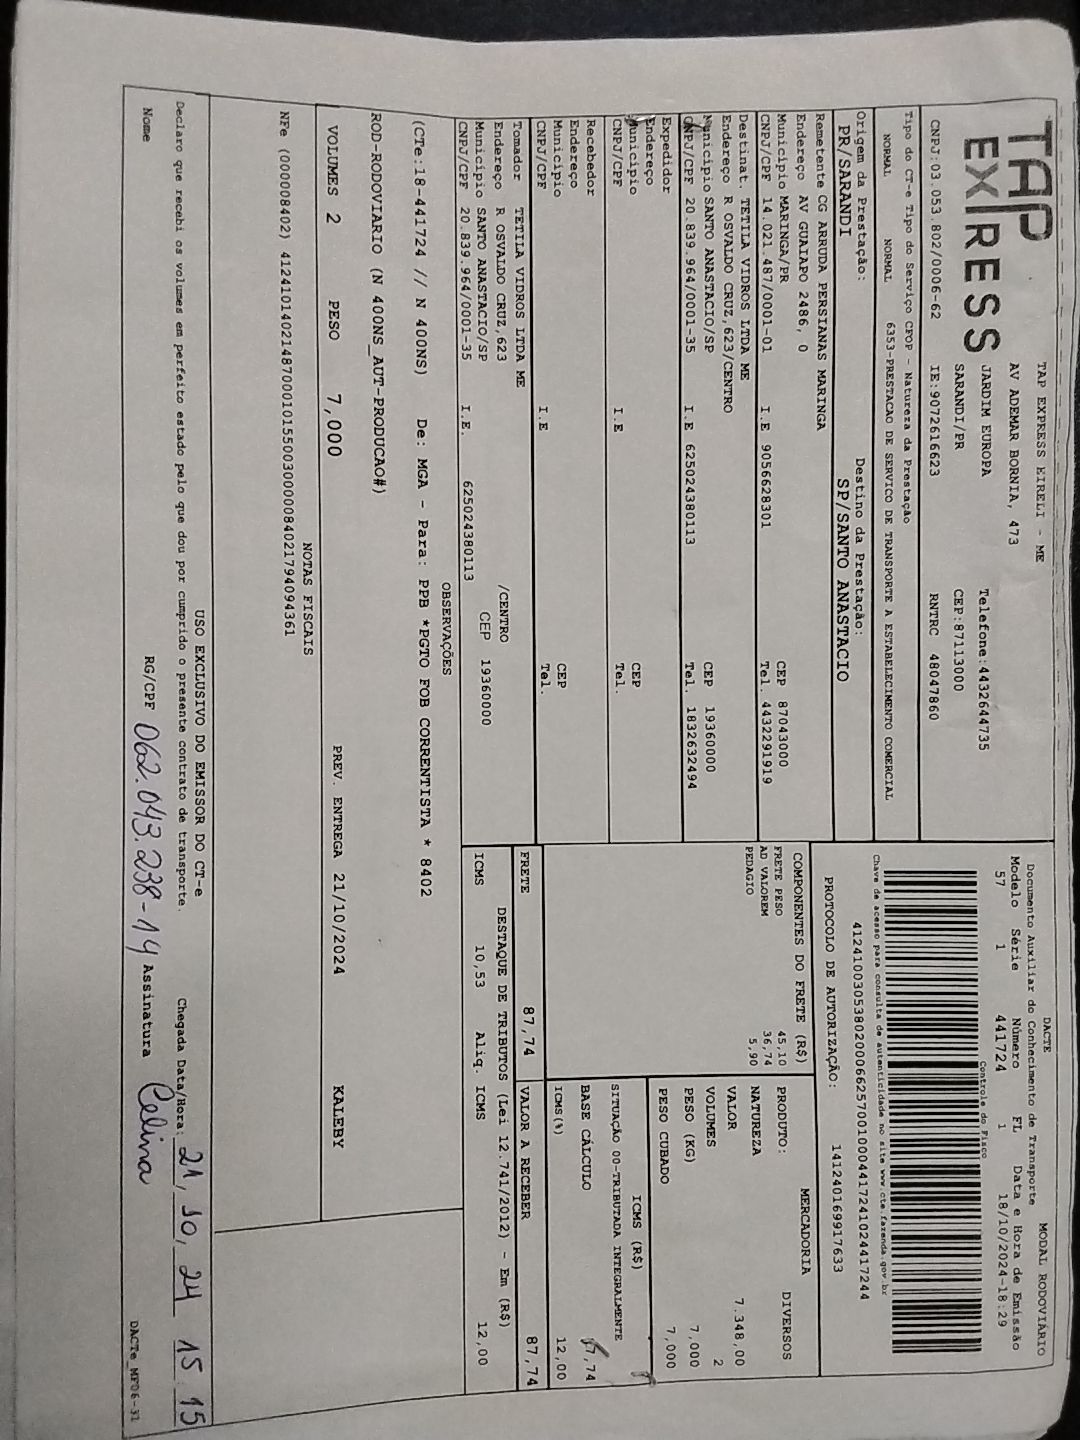 TAP
EXPRESS
TAP EXPRESS EIRELI - ME
AV ADEMAR BORNIA, 473
JARDIM EUROPA Telefone:4432644735
SARANDI/PR CEP:87113000
CNPJ:03.053.802/0006-62 IE:9072616623 RNTRC 48047860
DACTE MODAL RODOVIÁRIO
Documento Auxiliar do Conhecimento de Transporte
Modelo Série Número FL Data e Hora de Emissão
57 1 441724 1 18/10/2024-18:29
Controle do Fisco
Chave de acesso para consulta de autenticidade no site www.cte.fazenda.gov.br
41241003053802000662570010004417241024417244
PROTOCOLO DE AUTORIZAÇÃO: 141240169917633
Tipo do CT-e Tipo do Serviço CFOP - Natureza da Prestação
NORMAL NORMAL 6353-PRESTACAO DE SERVICO DE TRANSPORTE A ESTABELECIMENTO COMERCIAL
Origem da Prestação: Destino da Prestação:
PR/SARANDI SP/SANTO ANASTACIO
Remetente CG ARRUDA PERSIANAS MARINGA
Endereço AV GUAIAPO 2486, 0
Município MARINGA/PR CEP 87043000
CNPJ/CPF 14.021.487/0001-01 I.E 9056628301 Tel. 4432291919
Destinat. TETILA VIDROS LTDA ME
Endereço R OSVALDO CRUZ,623/CENTRO
Município SANTO ANASTACIO/SP CEP 19360000
CNPJ/CPF 20.839.964/0001-35 I.E 625024380113 Tel. 1832632494
Expedidor
Endereço
Município CEP
CNPJ/CPF I.E Tel.
Recebedor
Endereço
Município CEP
CNPJ/CPF I.E Tel.
Tomador TETILA VIDROS LTDA ME
Endereço R OSVALDO CRUZ,623 /CENTRO
Município SANTO ANASTACIO/SP CEP 19360000
CNPJ/CPF 20.839.964/0001-35 I.E. 625024380113
COMPONENTES DO FRETE (R$)
FRETE PESO 45,10
AD VALOREM 36,74
PEDAGIO 5,90
MERCADORIA
PRODUTO: DIVERSOS
NATUREZA
VALOR 7.348,00
VOLUMES 2
PESO (KG) 7,000
PESO CUBADO 7,000
ICMS (R$)
SITUAÇÃO 00-TRIBUTADA INTEGRALMENTE
BASE CÁLCULO 87,74
ICMS(%) 12,00
FRETE 87,74 VALOR A RECEBER 87,74
DESTAQUE DE TRIBUTOS (Lei 12.741/2012) - Em (R$)
ICMS 10,53 Aliq. ICMS 12,00
OBSERVAÇÕES
(CTe:18-441724 // N 400NS) De: MGA - Para: PPB *PGTO FOB CORRENTISTA * 8402
ROD-RODOVIARIO (N 400NS_AUT-PRODUCAO#)
VOLUMES 2 PESO 7,000 PREV. ENTREGA 21/10/2024 KALEBY
NOTAS FISCAIS
NFe (0000008402) 41241014021487000101550030000084021794094361
USO EXCLUSIVO DO EMISSOR DO CT-e
Declaro que recebi os volumes em perfeito estado pelo que dou por cumprido o presente contrato de transporte. Chegada Data/Hora: 21, 10, 24 15:15
Nome RG/CPF 062.043.238-14 Assinatura Celina
DACTe_MF06-31